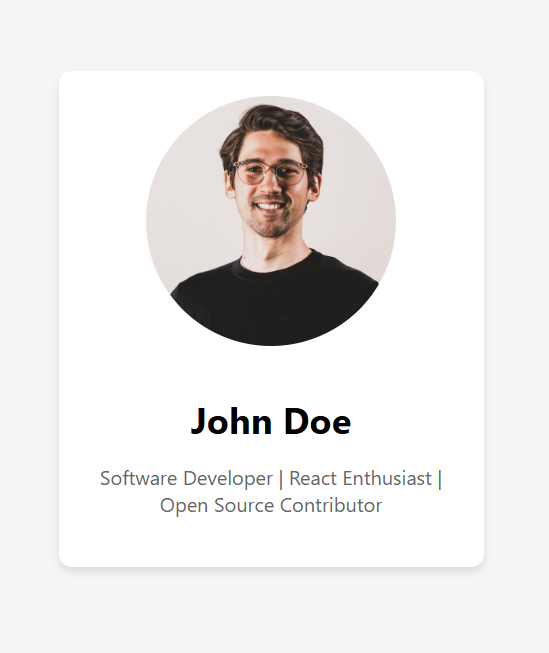 John Doe
Software Developer | React Enthusiast |
Open Source Contributor